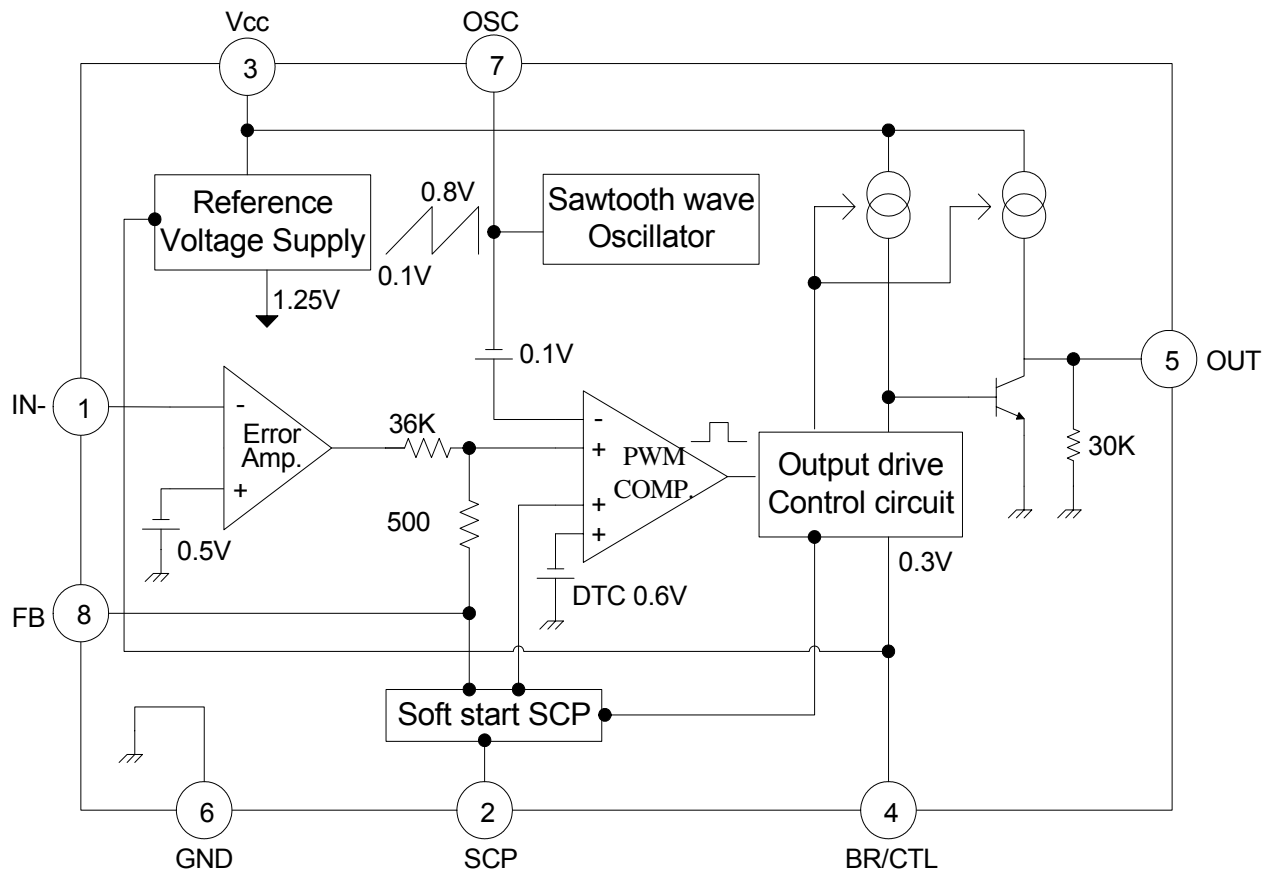 Vcc
OSC
3
7
Reference
Voltage Supply
0.8V
0.1V
Sawtooth wave
Oscillator
1.25V
0.1V
IN-
1
-
Error
Amp.
+
0.5V
36K
500
-
+
PWM
COMP.
+
+
DTC 0.6V
Output drive
Control circuit
0.3V
30K
5
OUT
FB
8
Soft start SCP
6
2
4
GND
SCP
BR/CTL